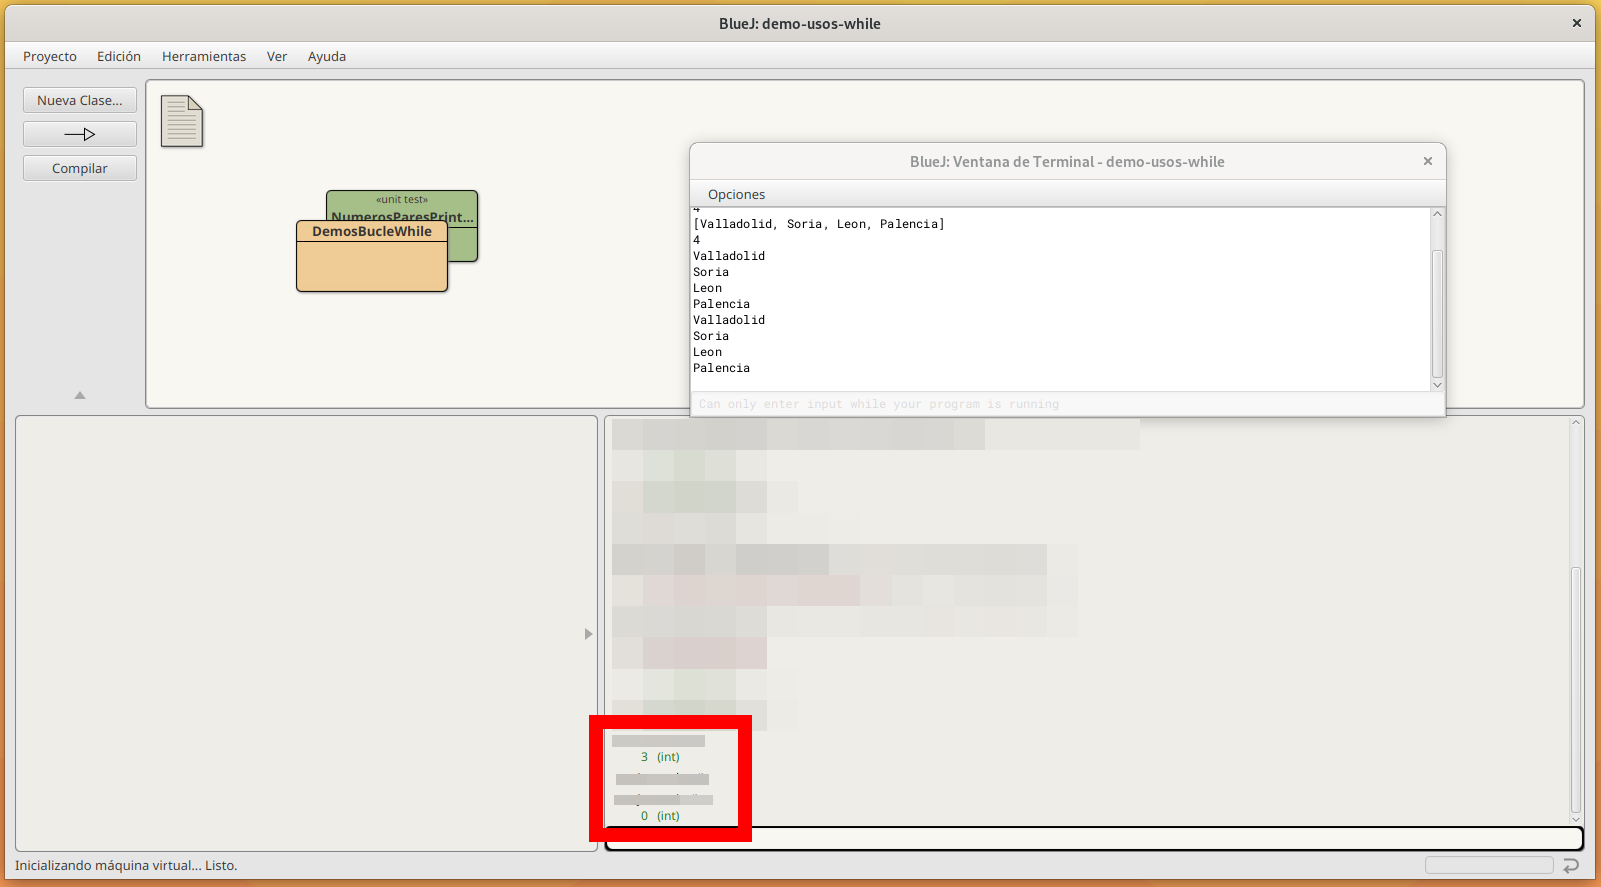 BlueJ: demo-usos-while
Proyecto Edición Herramientas Ver Ayuda
Nueva Clase...
Compilar
«unit test»
NumerosParesPrint...
DemosBucleWhile
BlueJ: Ventana de Terminal - demo-usos-while
Opciones
4
[Valladolid, Soria, Leon, Palencia]
4
Valladolid
Soria
Leon
Palencia
Valladolid
Soria
Leon
Palencia
Can only enter input while your program is running
3 (int)
0 (int)
Inicializando máquina virtual... Listo.